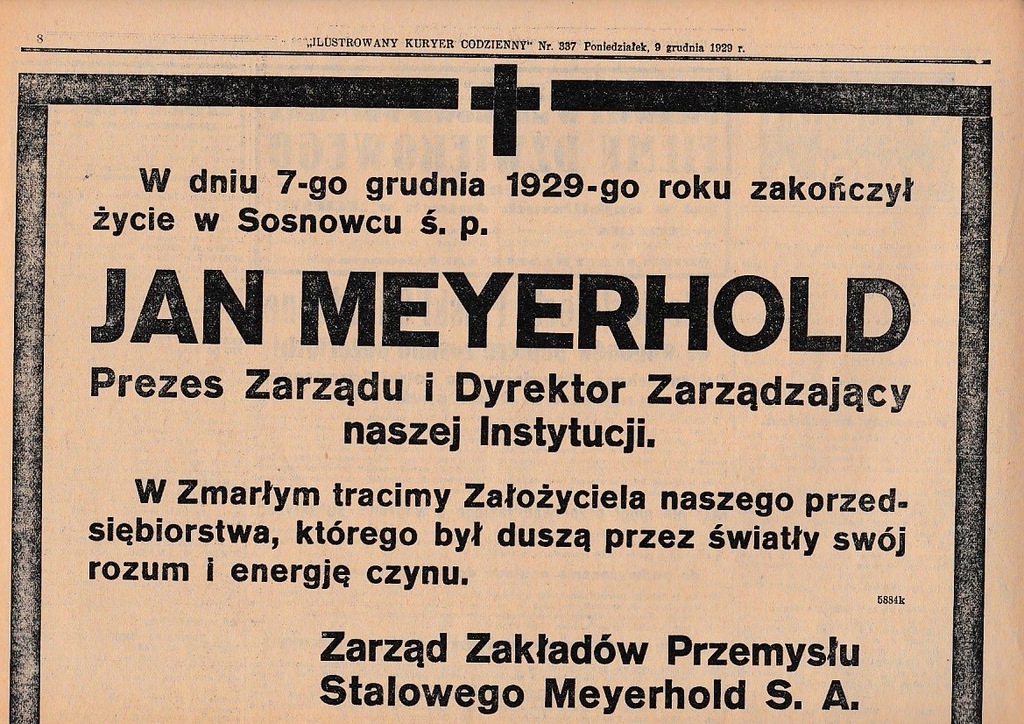 8 „ILUSTROWANY KURYER CODZIENNY” Nr. 337 Poniedziałek, 9 grudnia 1929 r.
W dniu 7-go grudnia 1929-go roku zakończył
życie w Sosnowcu ś. p.
JAN MEYERHOLD
Prezes Zarządu i Dyrektor Zarządzający
naszej Instytucji.
W Zmarłym tracimy Założyciela naszego przed-
siębiorstwa, którego był duszą przez światły swój
rozum i energję czynu.
5884k
Zarząd Zakładów Przemysłu
Stalowego Meyerhold S. A.